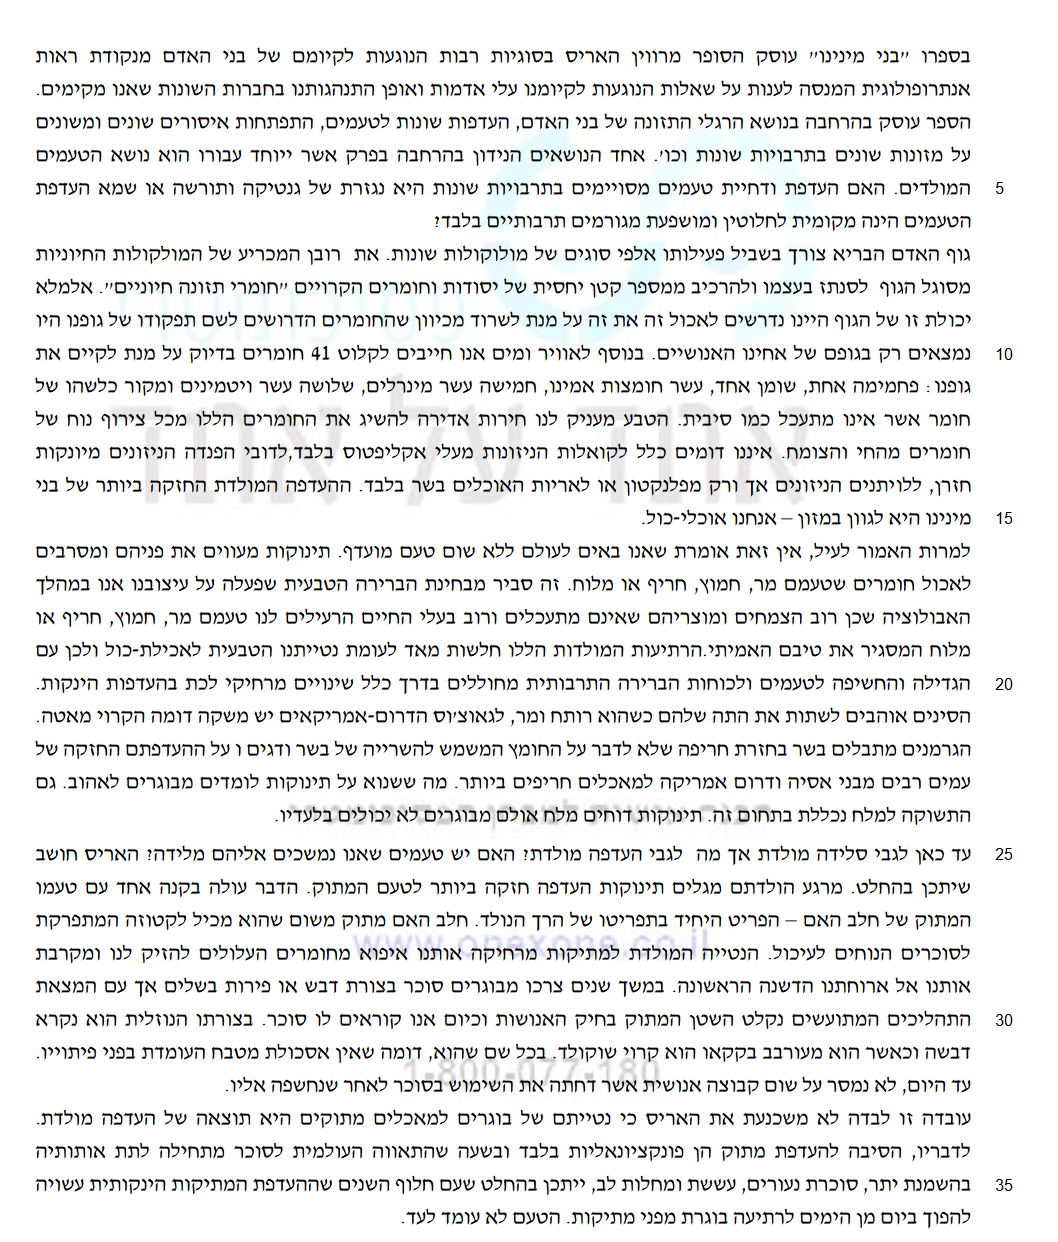 בספרו "בני מינינו" עוסק הסופר מרווין האריס בסוגיות רבות הנוגעות לקיומם של בני האדם מנקודת ראות
אנתרופולוגית המנסה לענות על שאלות הנוגעות לקיומנו עלי אדמות ואופן התנהגותנו בחברות השונות שאנו מקימים.
הספר עוסק בהרחבה בנושא הרגלי התזונה של בני האדם, העדפות שונות לטעמים, התפתחות איסורים שונים ומשונים
על מזונות שונים בתרבויות שונות וכו'. אחד הנושאים הנידון בהרחבה בפרק אשר ייוחד עבורו הוא נושא הטעמים
המולדים. האם העדפת ודחיית טעמים מסויימים בתרבויות שונות היא נגזרת של גנטיקה ותורשה או שמא העדפת 5
הטעמים הינה מקומית לחלוטין ומושפעת מגורמים תרבותיים בלבד?
גוף האדם הבריא צורך בשביל פעילותו אלפי סוגים של מולוקולות שונות. את רובן המכריע של המולקולות החיוניות
מסוגל הגוף לסנתז בעצמו ולהרכיב ממספר קטן יחסית של יסודות וחומרים הקרויים "חומרי תזונה חיוניים". אלמלא
יכולת זו של הגוף היינו נדרשים לאכול זה את זה על מנת לשרוד מכיוון שהחומרים הדרושים לשם תפקודו של גופנו היו
נמצאים רק בגופם של אחינו האנושיים. בנוסף לאוויר ומים אנו חייבים לקלוט 41 חומרים בדיוק על מנת לקיים את 10
גופנו: פחמימה אחת, שומן אחד, עשר חומצות אמינו, חמישה עשר מינרלים, שלושה עשר ויטמינים ומקור כלשהו של
חומר אשר אינו מתעכל כמו סיבית. הטבע מעניק לנו חירות אדירה להשיג את החומרים הללו מכל צירוף נוח של
חומרים מהחי והצומח. איננו דומים כלל לקואלות הניזונות מעלי אקליפטוס בלבד,לדובי הפנדה הניזונים מיונקות
חזרן, ללויתנים הניזונים אך ורק מפלנקטון או לאריות האוכלים בשר בלבד. ההעדפה המולדת החזקה ביותר של בני
מינינו היא לגוון במזון – אנחנו אוכלי-כול. 15
למרות האמור לעיל, אין זאת אומרת שאנו באים לעולם ללא שום טעם מועדף. תינוקות מעווים את פניהם ומסרבים
לאכול חומרים שטעמם מר, חמוץ, חריף או מלוח. זה סביר מבחינת הברירה הטבעית שפעלה על עיצובנו אנו במהלך
האבולוציה שכן רוב הצמחים ומוצריהם שאינם מתעכלים ורוב בעלי החיים הרעילים לנו טעמם מר, חמוץ, חריף או
מלוח המסגיר את טיבם האמיתי.הרתיעות המולדות הללו חלשות מאד לעומת נטייתנו הטבעית לאכילת-כול ולכן עם
הגדילה והחשיפה לטעמים ולכוחות הברירה התרבותית מחוללים בדרך כלל שינויים מרחיקי לכת בהעדפות הינקות. 20
הסינים אוהבים לשתות את התה שלהם כשהוא רותח ומר, לגאוצ'וס הדרום-אמריקאים יש משקה דומה הקרוי מאטה.
הגרמנים מתבלים בשר בחזרת חריפה שלא לדבר על החומץ המשמש להשרייה של בשר ודגים ו על ההעדפתם החזקה של
עמים רבים מבני אסיה ודרום אמריקה למאכלים חריפים ביותר. מה ששנוא על תינוקות לומדים מבוגרים לאהוב. גם
התשוקה למלח נכללת בתחום זה. תינוקות דוחים מלח אולם מבוגרים לא יכולים בלעדיו.
עד כאן לגבי סלידה מולדת אך מה לגבי העדפה מולדת? האם יש טעמים שאנו נמשכים אליהם מלידה? האריס חושב 25
שיתכן בהחלט. מרגע הולדתם מגלים תינוקות העדפה חזקה ביותר לטעם המתוק. הדבר עולה בקנה אחד עם טעמו
המתוק של חלב האם – הפריט היחיד בתפריטו של הרך הנולד. חלב האם מתוק משום שהוא מכיל לקטוזה המתפרקת
לסוכרים הנוחים לעיכול. הנטייה המולדת למתיקות מרחיקה אותנו איפוא מחומרים העלולים להזיק לנו ומקרבת
אותנו אל ארוחתנו הדשנה הראשונה. במשך שנים צרכו מבוגרים סוכר בצורת דבש או פירות בשלים אך עם המצאת
התהליכים המתועשים נקלט השטן המתוק בחיק האנושות וכיום אנו קוראים לו סוכר. בצורתו הנוזלית הוא נקרא 30
דבשה וכאשר הוא מעורבב בקקאו הוא קרוי שוקולד. בכל שם שהוא, דומה שאין אסכולת מטבח העומדת בפני פיתוייו.
עד היום, לא נמסר על שום קבוצה אנושית אשר דחתה את השימוש בסוכר לאחר שנחשפה אליו.
עובדה זו לבדה לא משכנעת את האריס כי נטייתם של בוגרים למאכלים מתוקים היא תוצאה של העדפה מולדת.
לדבריו, הסיבה להעדפת מתוק הן פונקציונאליות בלבד ובשעה שהתאווה העולמית לסוכר מתחילה לתת אותותיה
בהשמנת יתר, סוכרת נעורים, עששת ומחלות לב, ייתכן בהחלט שעם חלוף השנים שההעדפת המתיקות הינקותית עשויה 35
להפוך ביום מן הימים לרתיעה בוגרת מפני מתיקות. הטעם לא עומד לעד.
אחד על אחד
הכנה אישית למבחן הפסיכומטרי
www.onexone.co.il
1-800-077-180